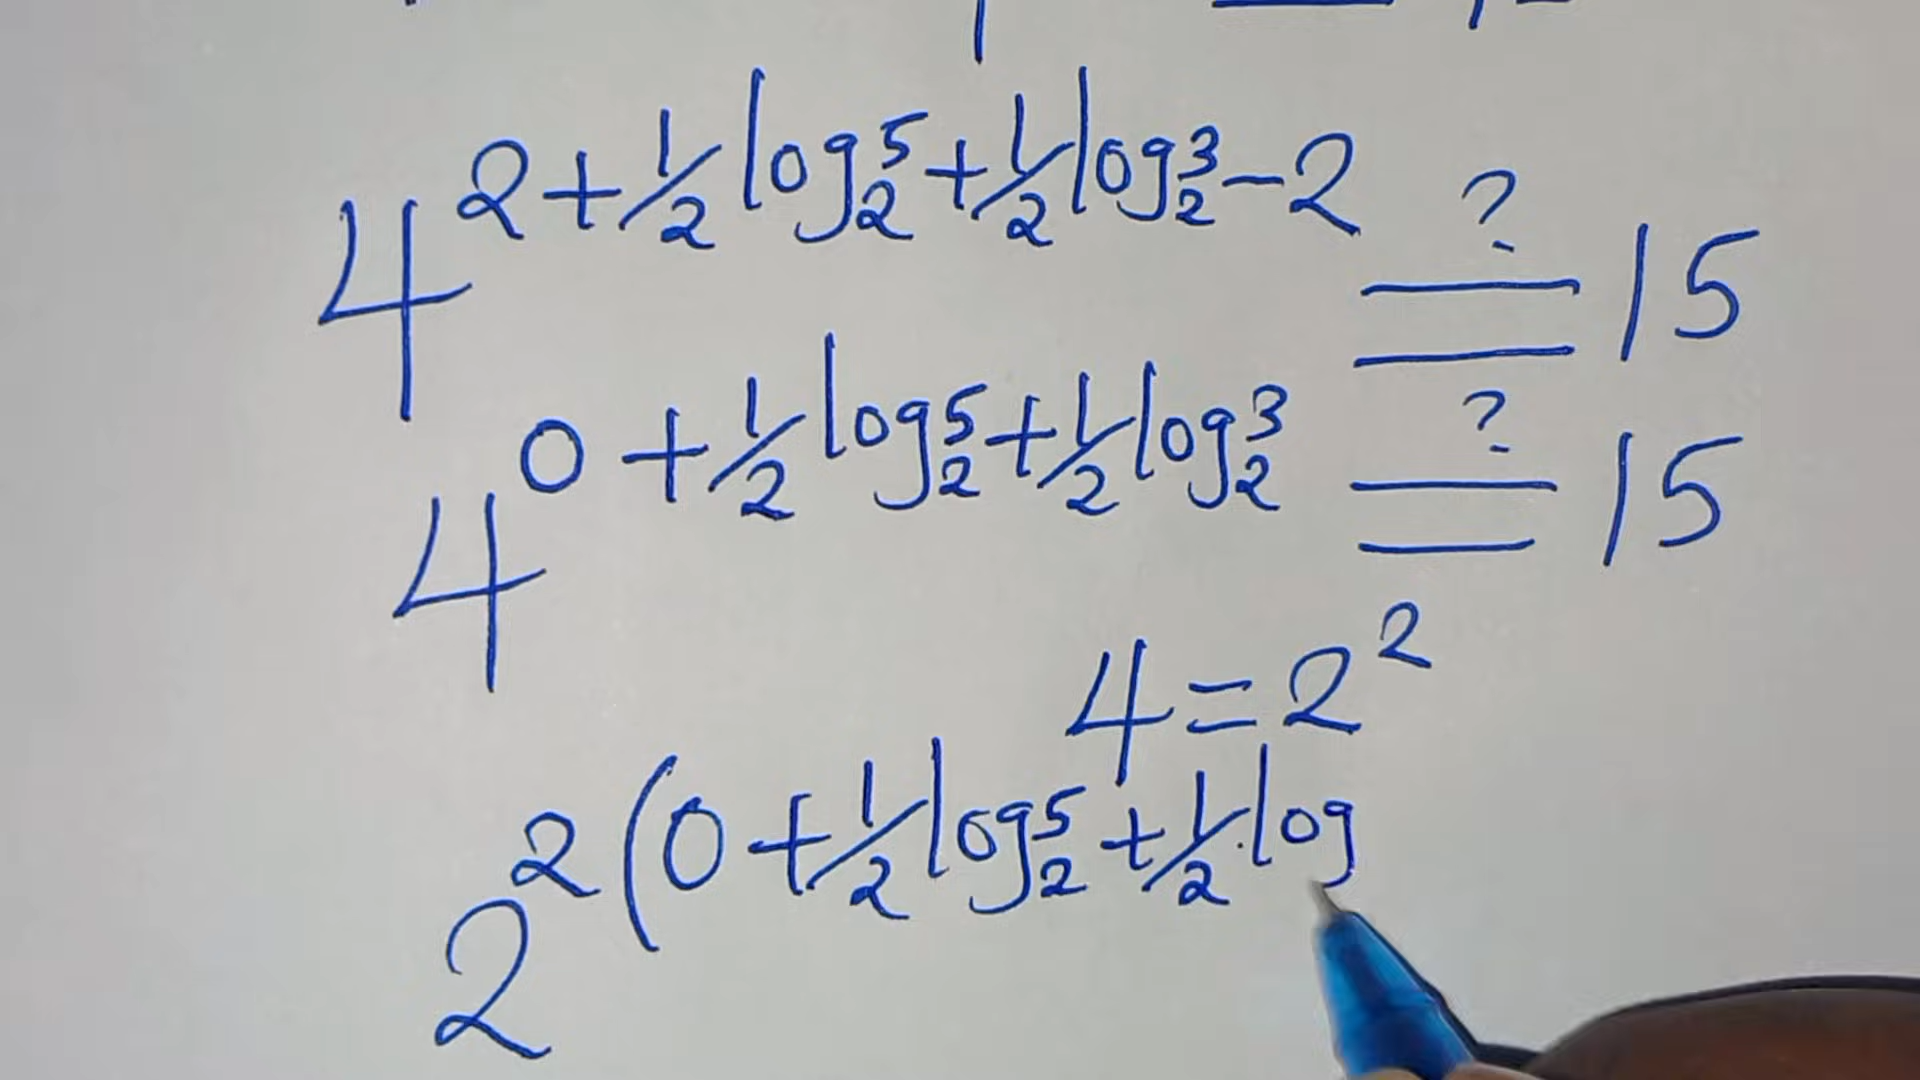 4^{2+1/2 log_2^5+1/2 log_2^3-2} ?= 15
4^{0+1/2 log_2^5+1/2 log_2^3} ?= 15
4=2^2
2^{2(0+1/2 log_2^5+1/2 log